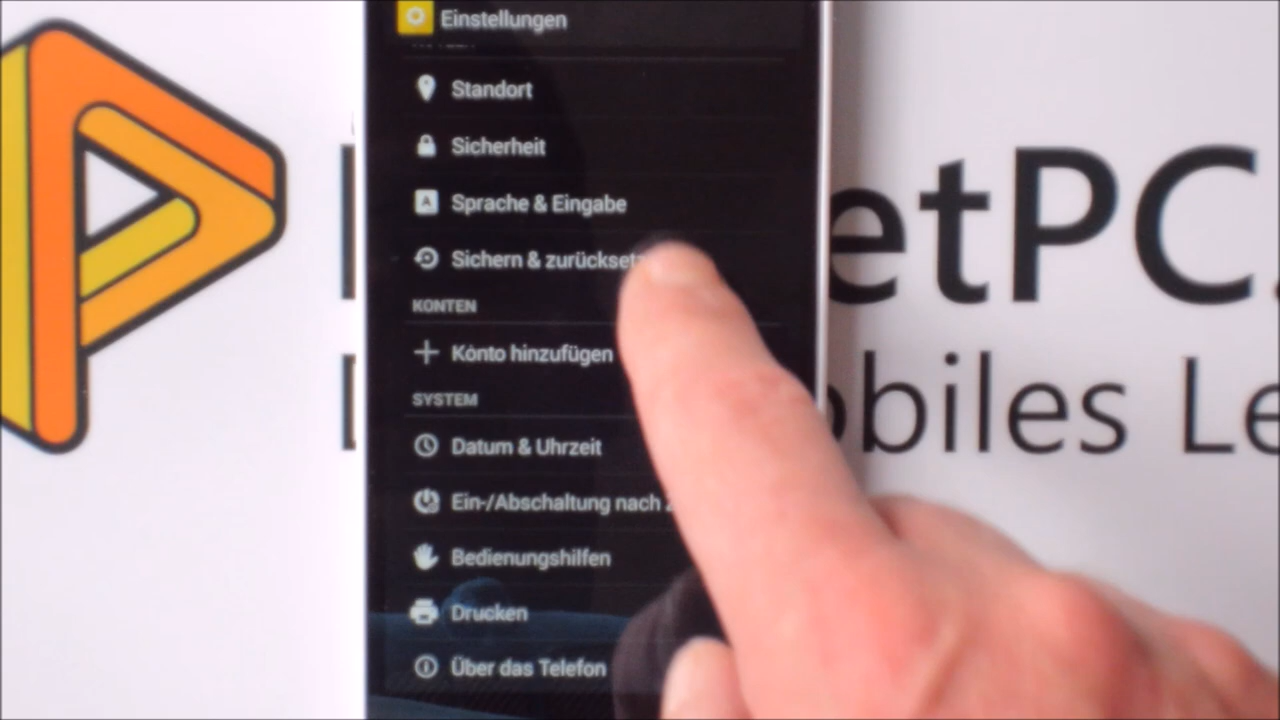 Einstellungen
Standort
Sicherheit
Sprache & Eingabe
Sichern & zurücksetz
KONTEN
Konto hinzufügen
SYSTEM
Datum & Uhrzeit
Ein-/Abschaltung nach
Bedienungshilfen
Drucken
Über das Telefon
etPC.
obiles Le